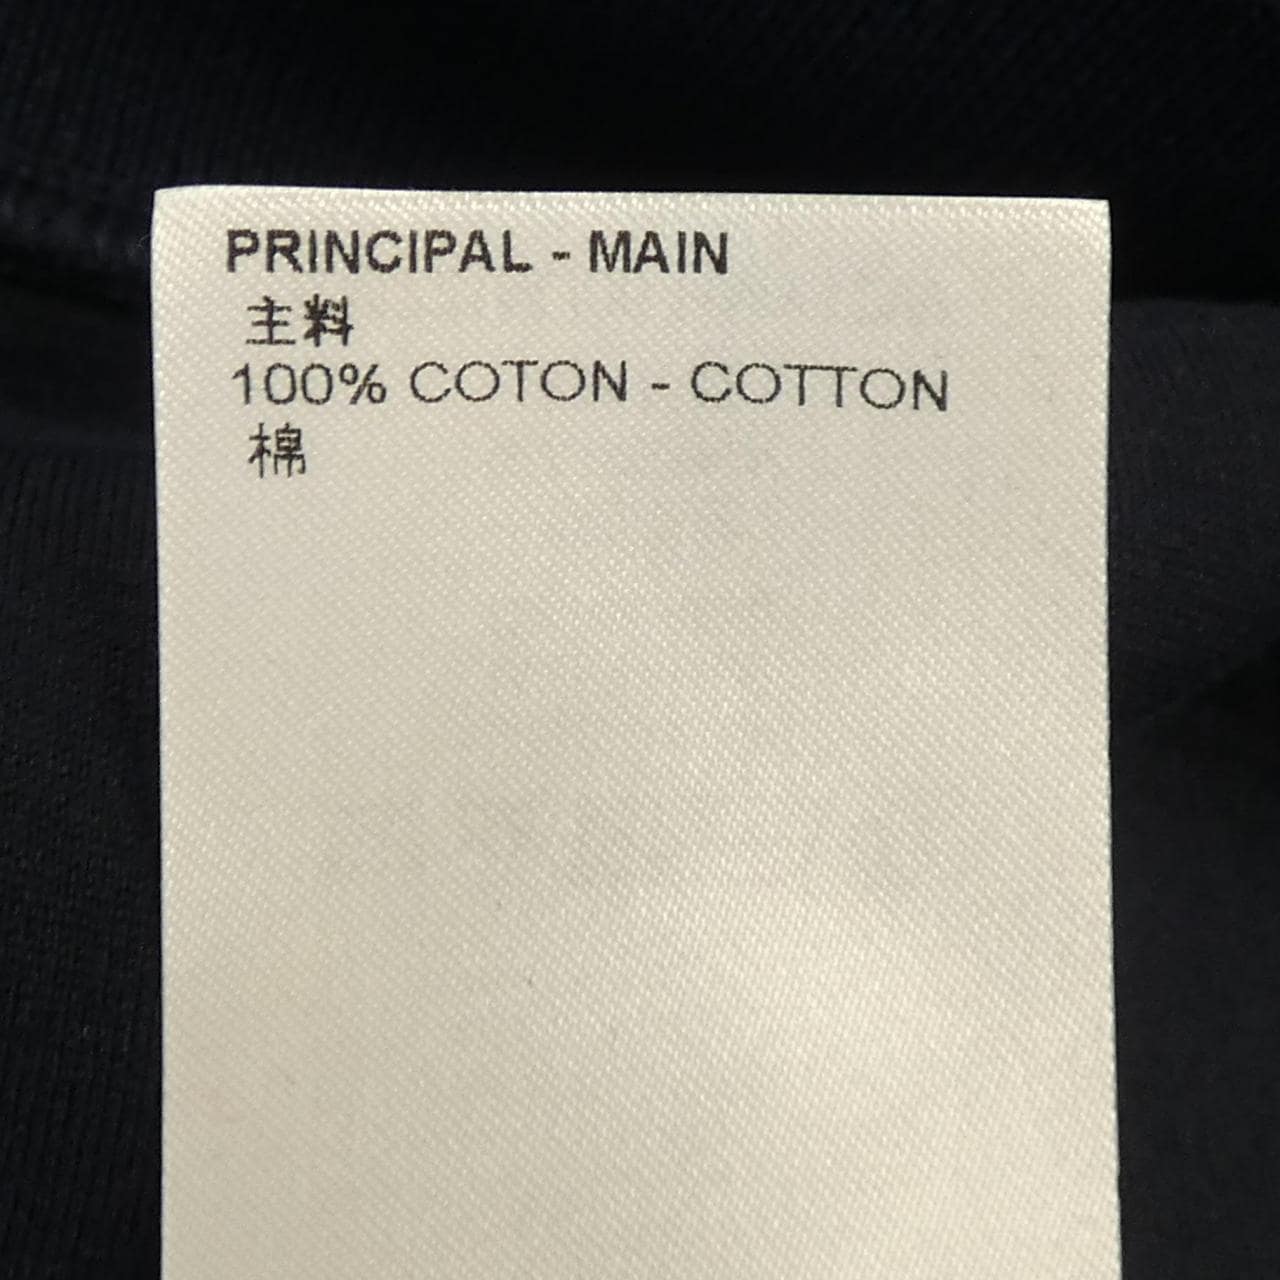 PRINCIPAL - MAIN
主料
100% COTON - COTTON
棉